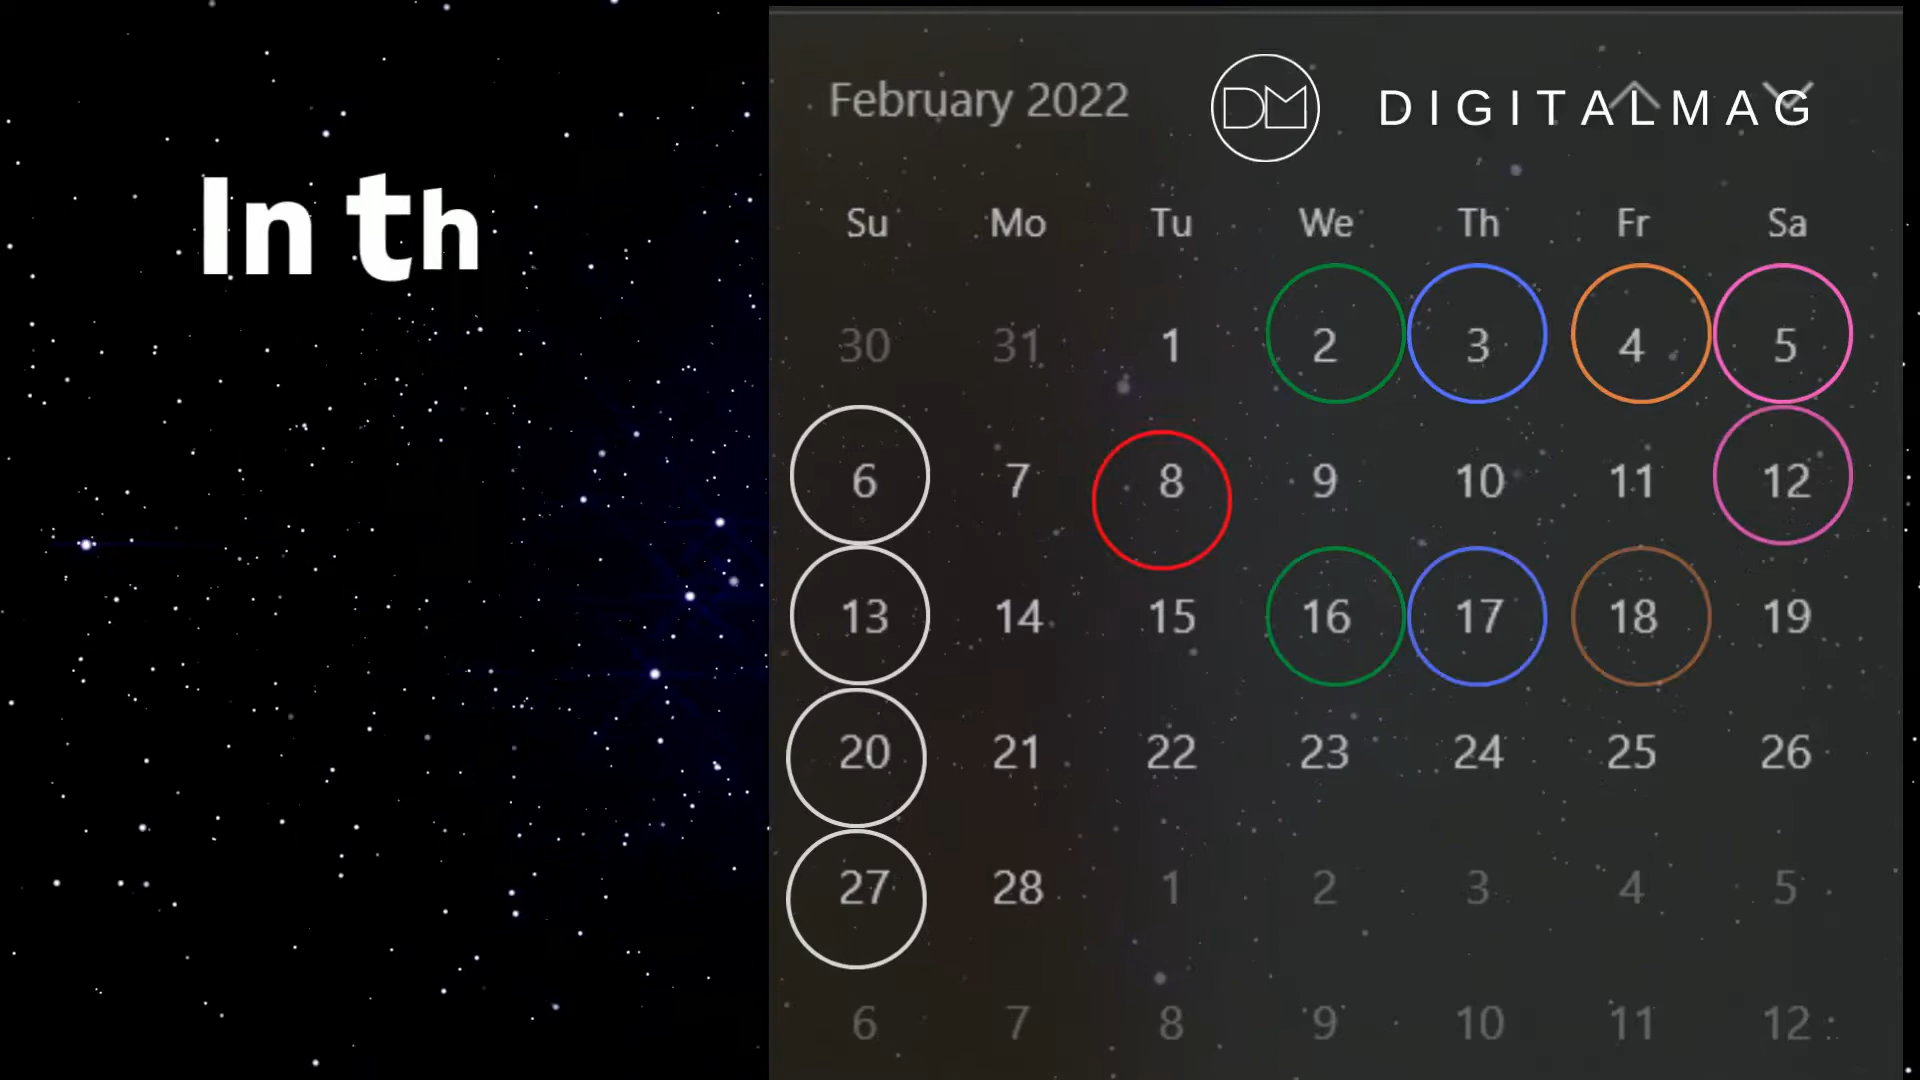 In th
February 2022
DM DIGITALMAG
Su Mo Tu We Th Fr Sa
30 31 1 2 3 4 5
6 7 8 9 10 11 12
13 14 15 16 17 18 19
20 21 22 23 24 25 26
27 28 1 2 3 4 5
6 7 8 9 10 11 12